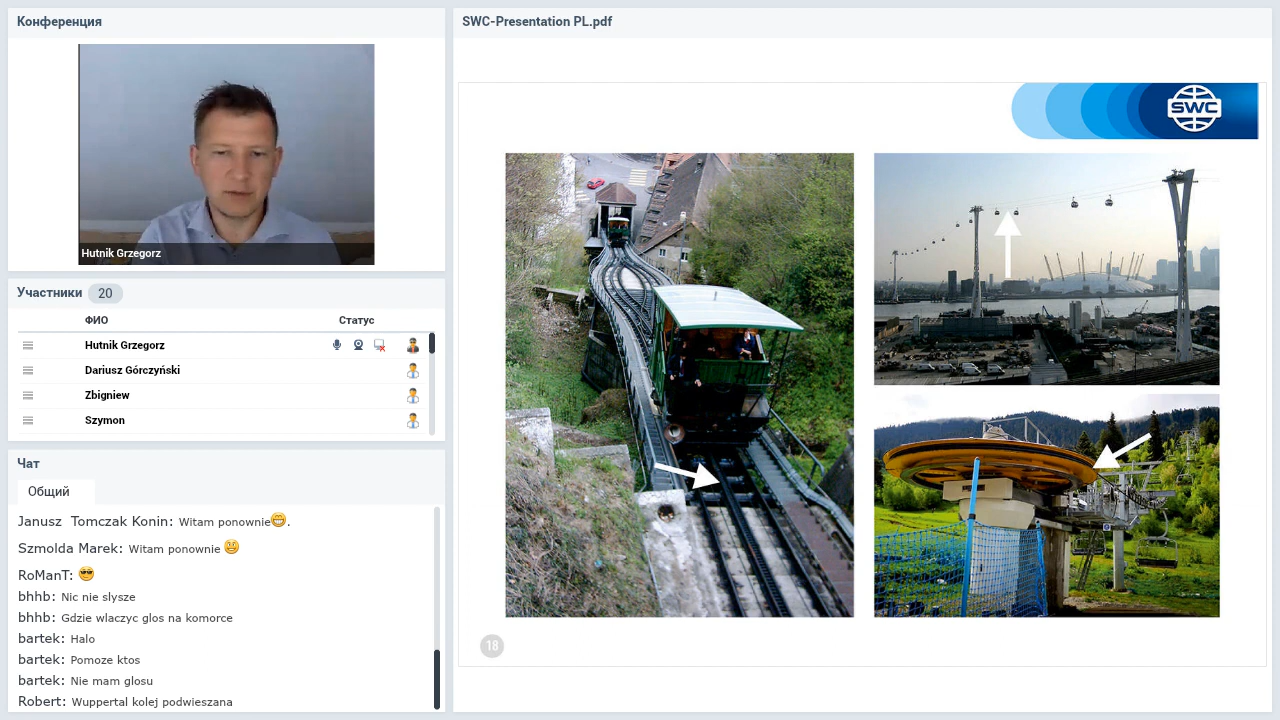 Конференция
Hutnik Grzegorz
Участники 20
ФИО Статус
Hutnik Grzegorz
Dariusz Górczyński
Zbigniew
Szymon
Чат
Общий
Janusz Tomczak Konin: Witam ponownie😁.
Szmolda Marek: Witam ponownie 🙂
RoManT: 😎
bhhb: Nic nie slysze
bhhb: Gdzie wlaczyc glos na komorce
bartek: Halo
bartek: Pomoze ktos
bartek: Nie mam glosu
Robert: Wuppertal kolej podwieszana
SWC-Presentation PL.pdf
SWC
18